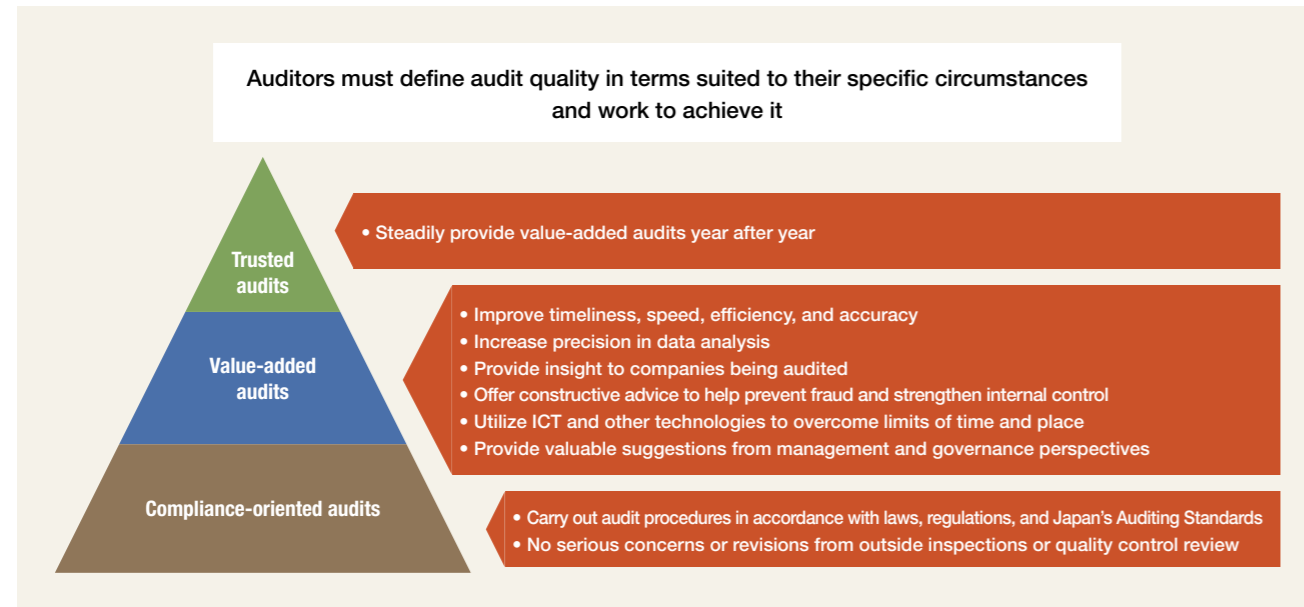 Auditors must define audit quality in terms suited to their specific circumstances
and work to achieve it
Trusted
audits
• Steadily provide value-added audits year after year
Value-added
audits
• Improve timeliness, speed, efficiency, and accuracy
• Increase precision in data analysis
• Provide insight to companies being audited
• Offer constructive advice to help prevent fraud and strengthen internal control
• Utilize ICT and other technologies to overcome limits of time and place
• Provide valuable suggestions from management and governance perspectives
Compliance-oriented audits
• Carry out audit procedures in accordance with laws, regulations, and Japan's Auditing Standards
• No serious concerns or revisions from outside inspections or quality control review